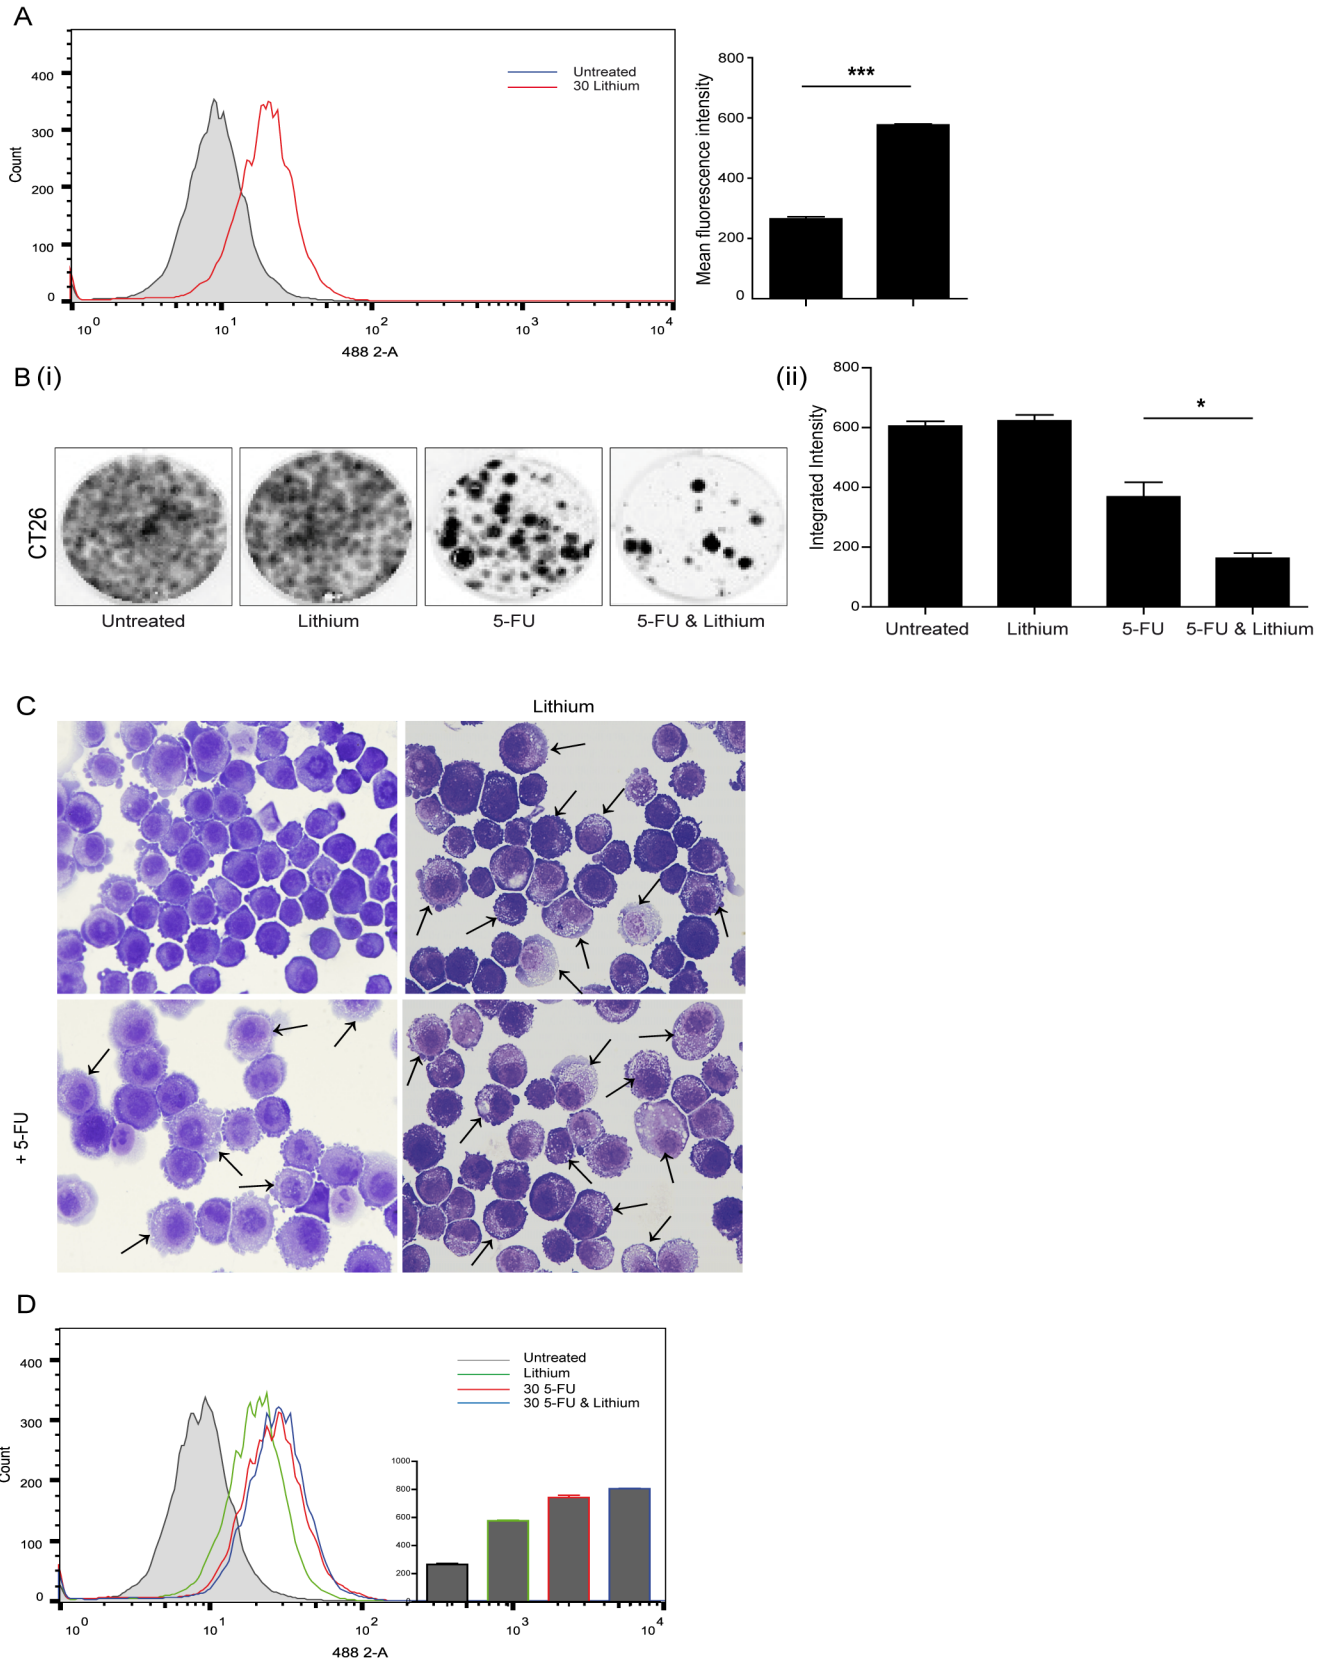 A
400
300
200
100
0
Count
10^0 10^1 10^2 10^3 10^4
488 2-A
Untreated
30 Lithium
800
600
400
200
0
Mean fluorescence intensity
***
B (i)
CT26
Untreated Lithium 5-FU 5-FU & Lithium
(ii)
800
600
400
200
0
Integrated Intensity
*
Untreated Lithium 5-FU 5-FU & Lithium
C
Lithium
+ 5-FU
D
400
300
200
100
0
Count
10^0 10^1 10^2 10^3 10^4
488 2-A
Untreated
Lithium
30 5-FU
30 5-FU & Lithium
1000
800
600
400
200
0